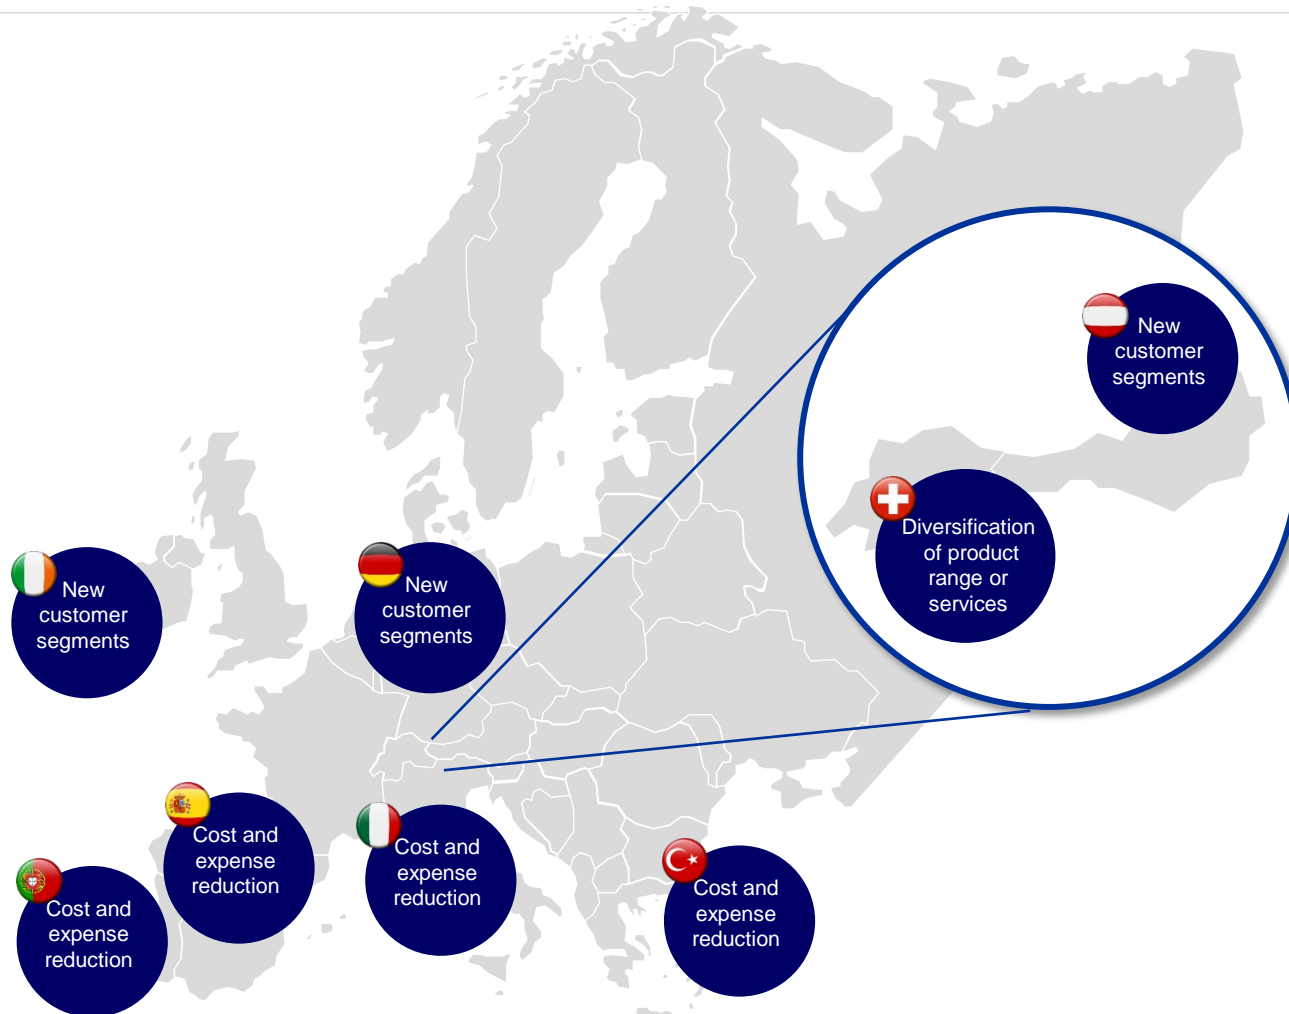 New
customer
segments
Diversification
of product
range or
services
New
customer
segments
New
customer
segments
Cost and
expense
reduction
Cost and
expense
reduction
Cost and
expense
reduction
Cost and
expense
reduction